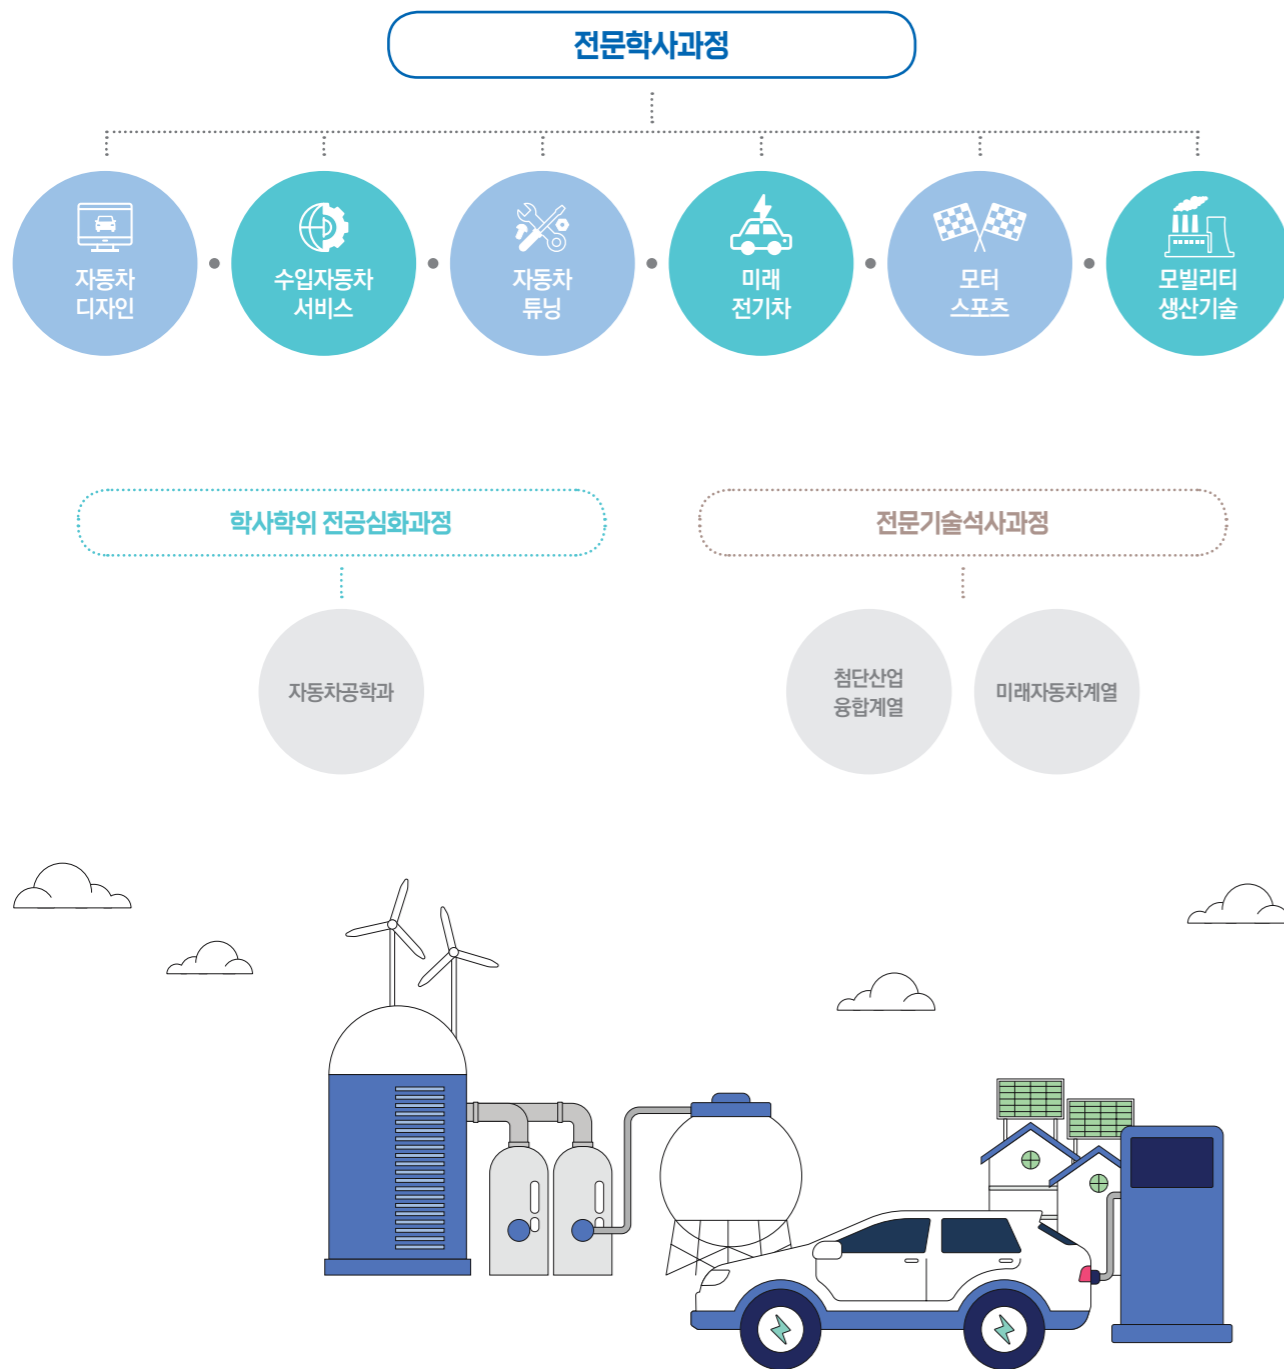 전문학사과정
자동차
디자인
수입자동차
서비스
자동차
튜닝
미래
전기차
모터
스포츠
모빌리티
생산기술
학사학위 전공심화과정
전문기술석사과정
자동차공학과
첨단산업
융합계열
미래자동차계열